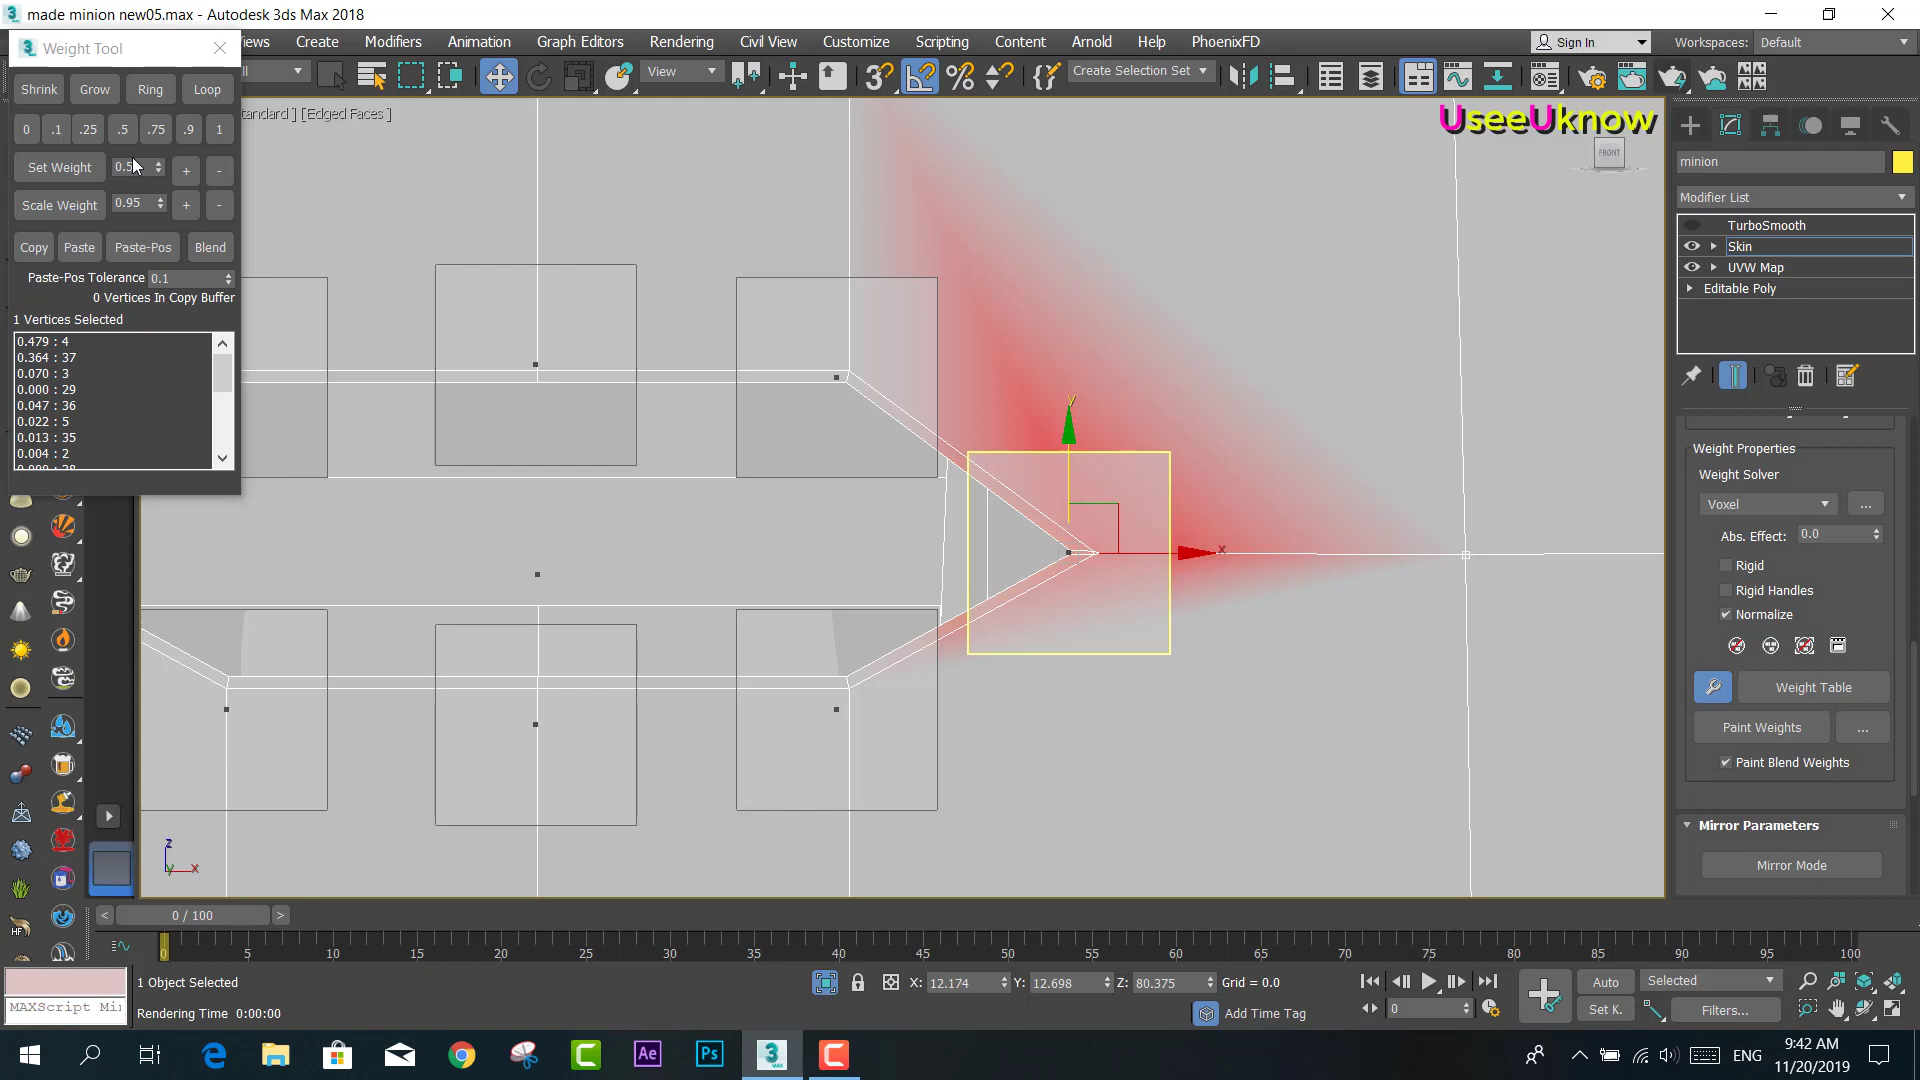 made minion new05.max - Autodesk 3ds Max 2018
Weight Tool
iews
Create
Modifiers
Animation
Graph Editors
Rendering
Civil View
Customize
Scripting
Content
Arnold
Help
PhoenixFD
Sign In
Workspaces: Default
Shrink
Grow
Ring
Loop
View
Create Selection Set
0
.1
.25
.5
.75
.9
1
Set Weight
+
-
Scale Weight
0.95
+
-
Copy
Paste
Paste-Pos
Blend
Paste-Pos Tolerance 0.1
0 Vertices In Copy Buffer
1 Vertices Selected
0.479 : 4
0.364 : 37
0.070 : 3
0.000 : 29
0.047 : 36
0.022 : 5
0.013 : 35
0.004 : 2
tandard ] [Edged Faces ]
UseeUknow
FRONT
y
x
z
y
x
minion
Modifier List
TurboSmooth
Skin
UVW Map
Editable Poly
Weight Properties
Weight Solver
Voxel
...
Abs. Effect: 0.0
Rigid
Rigid Handles
Normalize
Weight Table
Paint Weights
...
Paint Blend Weights
Mirror Parameters
Mirror Mode
HF
< 0 / 100 >
0 5 10 15 20 25 30 35 40 45 50 55 60 65 70 75 80 85 90 95 100
1 Object Selected
X: 12.174
Y: 12.698
Z: 80.375
Grid = 0.0
Auto
Selected
MAXScript Mi
Rendering Time 0:00:00
Add Time Tag
0
Set K.
Filters...
Ae
Ps
3
MAX
ENG
9:42 AM
11/20/2019